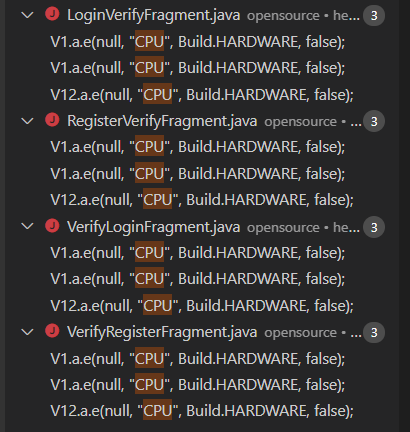 LoginVerifyFragment.java opensource • he... 3
V1.a.e(null, "CPU", Build.HARDWARE, false);
V1.a.e(null, "CPU", Build.HARDWARE, false);
V12.a.e(null, "CPU", Build.HARDWARE, false);
RegisterVerifyFragment.java opensource • ... 3
V1.a.e(null, "CPU", Build.HARDWARE, false);
V1.a.e(null, "CPU", Build.HARDWARE, false);
V12.a.e(null, "CPU", Build.HARDWARE, false);
VerifyLoginFragment.java opensource • he... 3
V1.a.e(null, "CPU", Build.HARDWARE, false);
V1.a.e(null, "CPU", Build.HARDWARE, false);
V12.a.e(null, "CPU", Build.HARDWARE, false);
VerifyRegisterFragment.java opensource • ... 3
V1.a.e(null, "CPU", Build.HARDWARE, false);
V1.a.e(null, "CPU", Build.HARDWARE, false);
V12.a.e(null, "CPU", Build.HARDWARE, false);